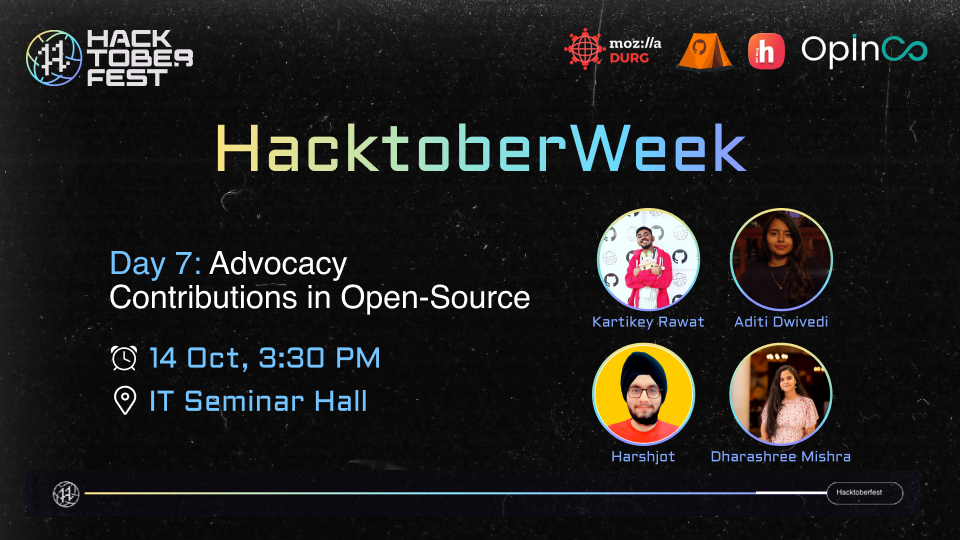 HACK
TOBER
FEST
moz://a
DURG
h
OpinCo
HacktoberWeek
Day 7: Advocacy
Contributions in Open-Source
14 Oct, 3:30 PM
IT Seminar Hall
Kartikey Rawat
Aditi Dwivedi
Harshjot
Dharashree Mishra
Hacktoberfest